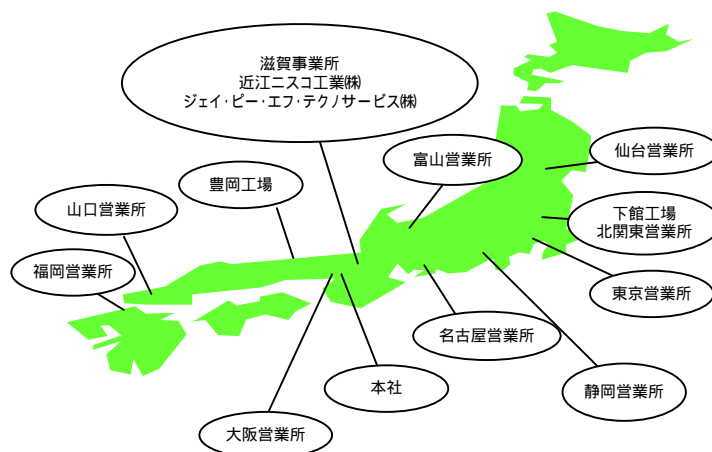 滋賀事業所
近江ニスコ工業㈱
ジェイ・ピー・エフ・テクノサービス㈱
富山営業所
仙台営業所
豊岡工場
山口営業所
下館工場
北関東営業所
福岡営業所
東京営業所
名古屋営業所
本社
静岡営業所
大阪営業所